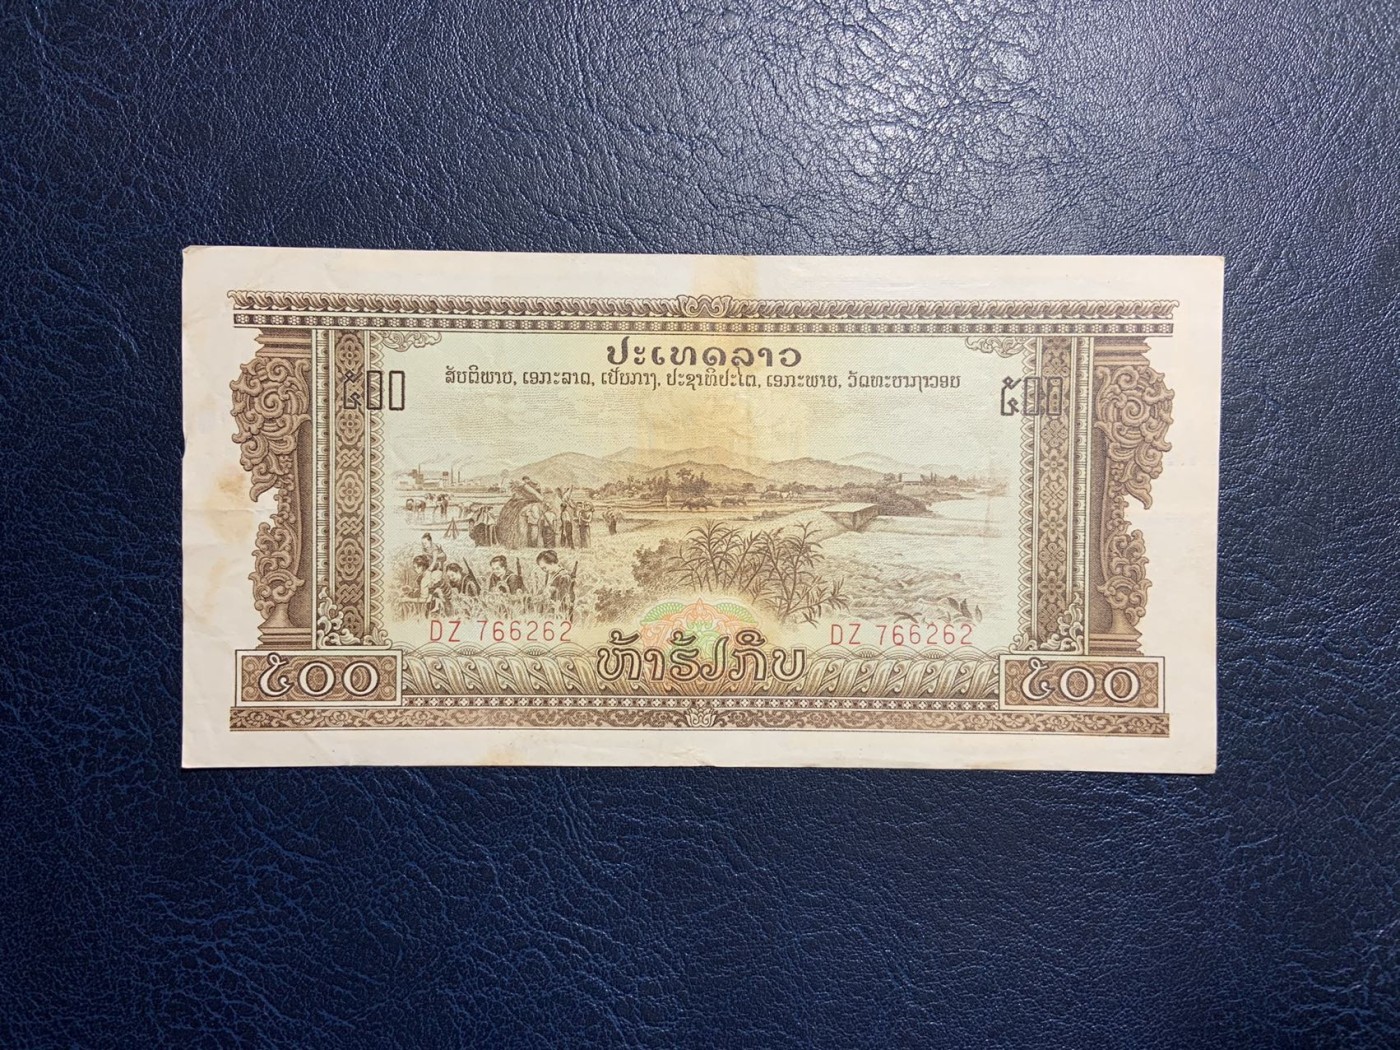 ປະເທດລາວ
ສັນຕິພາບ, ເອກະລາດ, ເປັນກາງ, ປະຊາທິປະໄຕ, ເອກະພາບ, ວັດທະນາຖາວອນ
໕໐໐ ໕໐໐
DZ 766262 DZ 766262
ຫ້າຮ້ອຍກີບ
໕໐໐ ໕໐໐